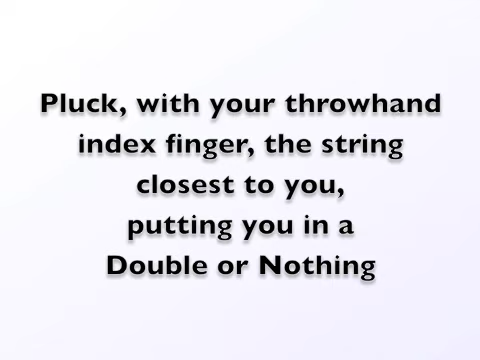 Pluck, with your throwhand
index finger, the string
closest to you,
putting you in a
Double or Nothing